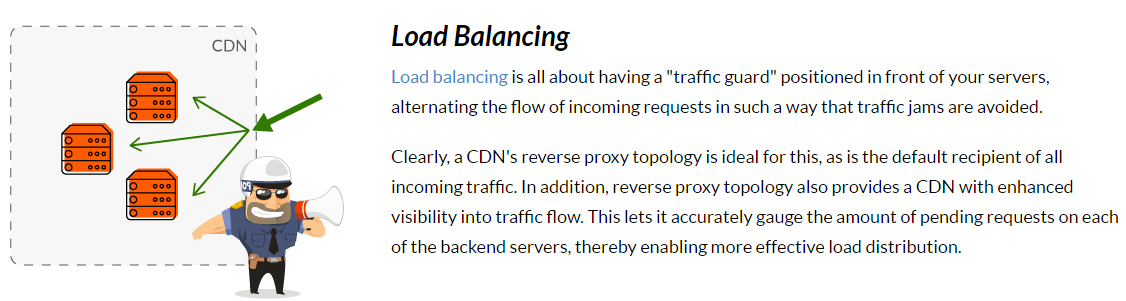 CDN
Load Balancing
Load balancing is all about having a "traffic guard" positioned in front of your servers,
alternating the flow of incoming requests in such a way that traffic jams are avoided.
Clearly, a CDN's reverse proxy topology is ideal for this, as is the default recipient of all
incoming traffic. In addition, reverse proxy topology also provides a CDN with enhanced
visibility into traffic flow. This lets it accurately gauge the amount of pending requests on each
of the backend servers, thereby enabling more effective load distribution.